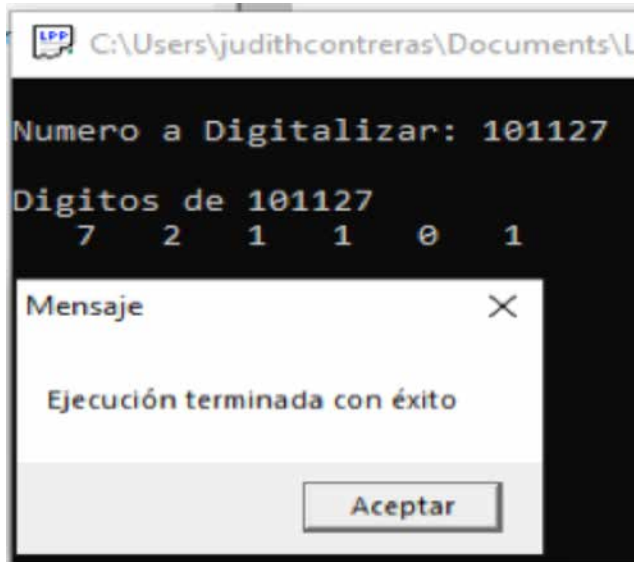 LPP
C:\Users\judithcontreras\Documents\L
Numero a Digitalizar: 101127
Digitos de 101127
7 2 1 1 0 1
Mensaje
Ejecución terminada con éxito
Aceptar